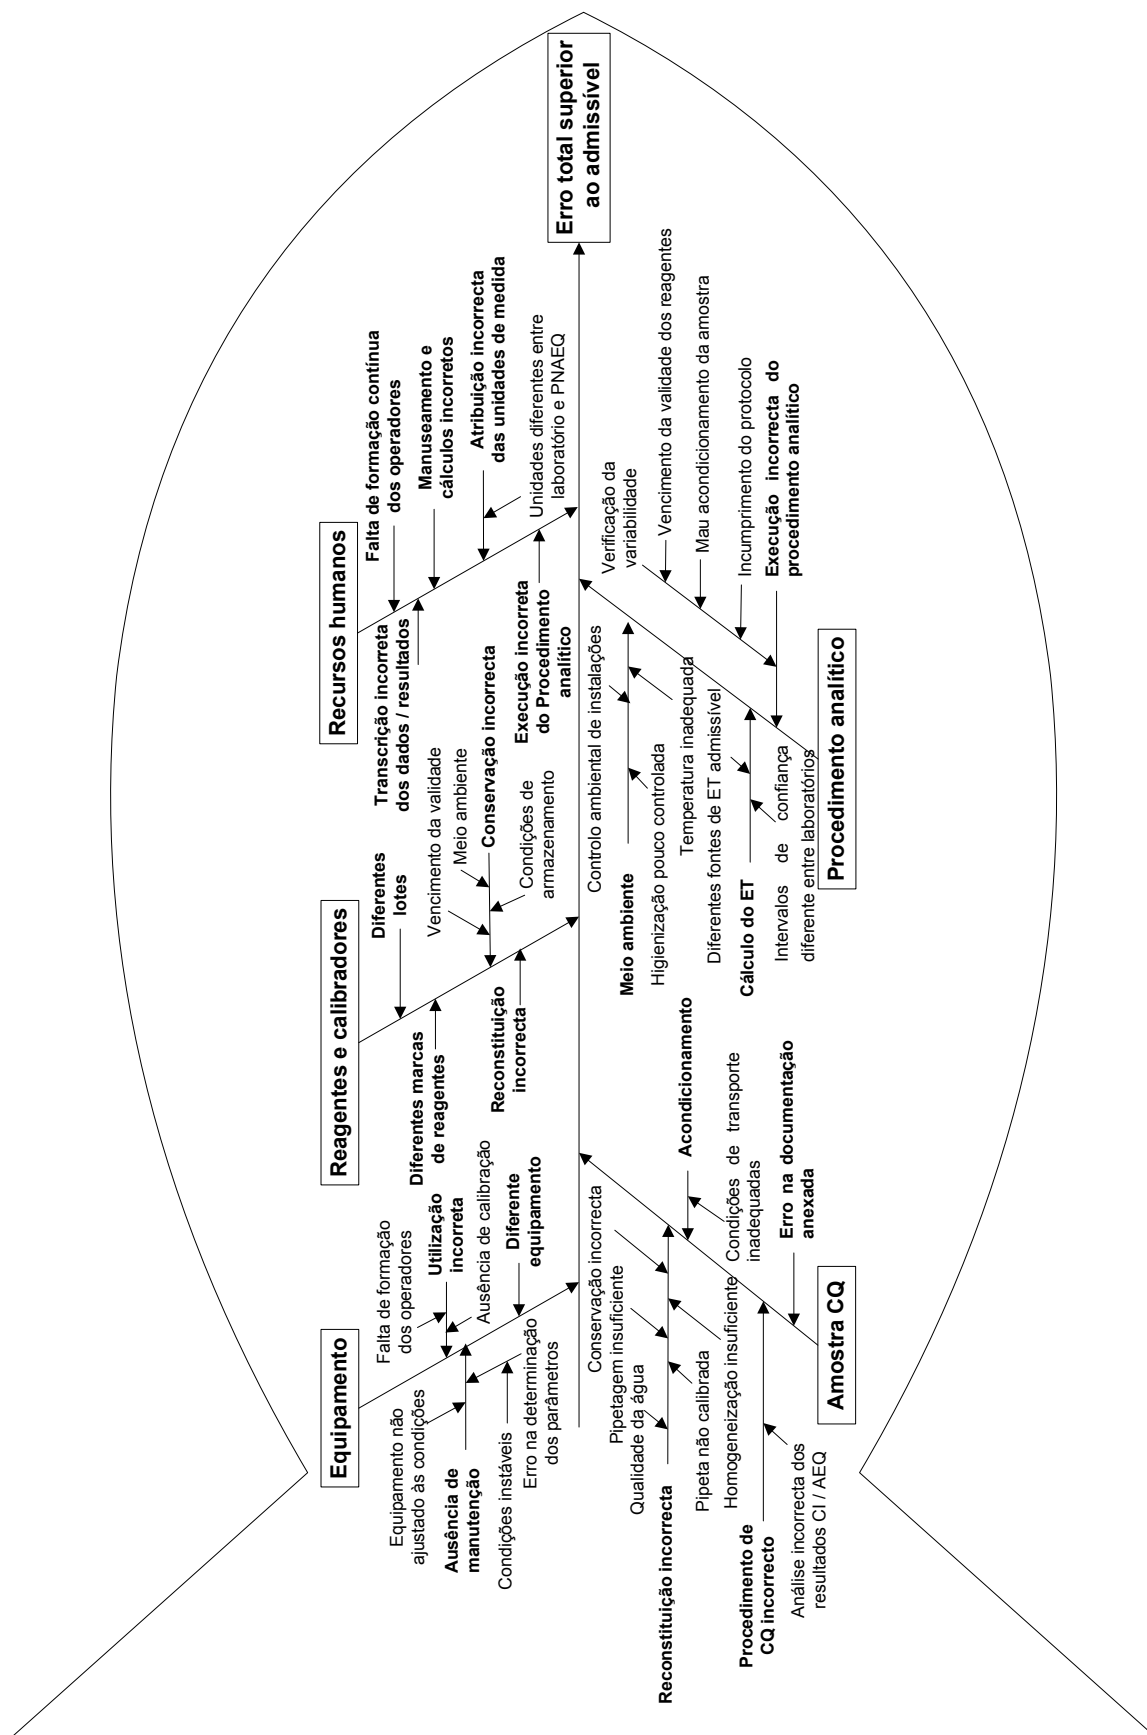 Equipamento
Falta de formação
dos operadores
Utilização
incorreta
Ausência de calibração
Diferente
equipamento
Equipamento não
ajustado às condições
Ausência de
manutenção
Condições instáveis
Erro na determinação
dos parâmetros
Reagentes e calibradores
Diferentes
lotes
Vencimento da validade
Meio ambiente
Conservação incorrecta
Condições de
armazenamento
Diferentes marcas
de reagentes
Reconstituição
incorrecta
Recursos humanos
Falta de formação contínua
dos operadores
Manuseamento e
cálculos incorretos
Atribuição incorrecta
das unidades de medida
Unidades diferentes entre
laboratório e PNAEQ
Transcrição incorreta
dos dados / resultados
Execução incorreta
do Procedimento
analítico
Erro total superior
ao admissível
Conservação incorrecta
Pipetagem insuficiente
Qualidade da água
Reconstituição incorrecta
Pipeta não calibrada
Homogeneização insuficiente
Acondicionamento
Condições de transporte
inadequadas
Procedimento de
CQ incorrecto
Análise incorrecta dos
resultados CI / AEQ
Erro na documentação
anexada
Amostra CQ
Controlo ambiental de instalações
Meio ambiente
Higienização pouco controlada
Temperatura inadequada
Diferentes fontes de ET admissível
Cálculo do ET
Intervalos de confiança
diferente entre laboratórios
Verificação da
variabilidade
Vencimento da validade dos reagentes
Mau acondicionamento da amostra
Incumprimento do protocolo
Execução incorrecta do
procedimento analítico
Procedimento analítico